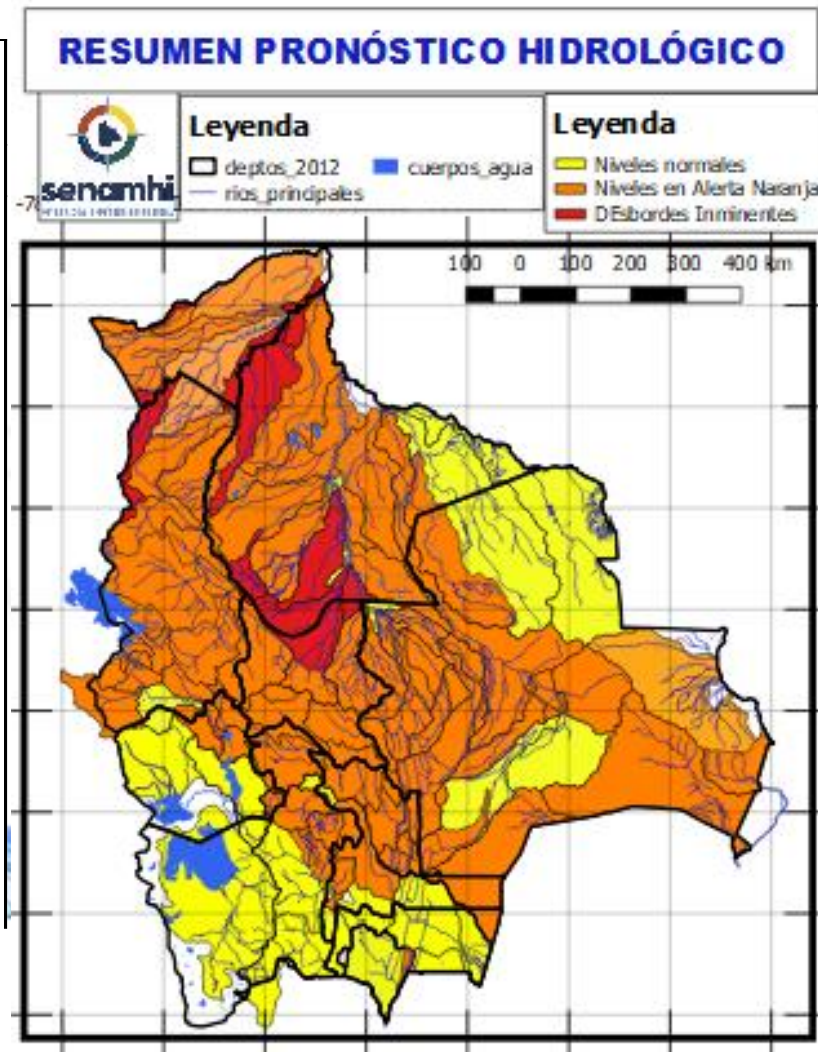 RESUMEN PRONÓSTICO HIDROLÓGICO
senamhi
Leyenda
deptos_2012 cuerpos_agua
rios_principales
Leyenda
Niveles normales
Niveles en Alerta Naranja
DEsbordes Inminentes
100 0 100 200 300 400 km